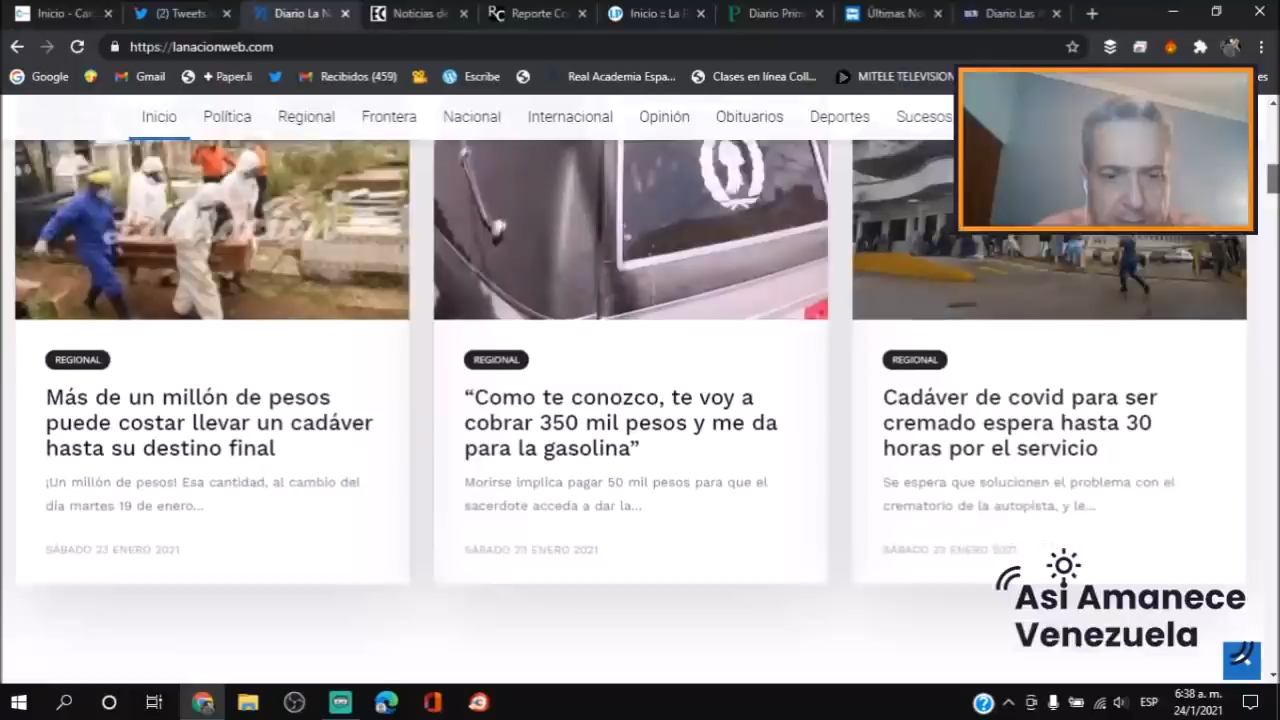 Inicio - Ca
(2) Tweets
Diario La N
Noticias de
Reporte Co
Inicio :: La
Diario Prim
Últimas No
Diario Las
https://lanacionweb.com
Google
Gmail
+ Paper.li
Recibidos (459)
Escribe
Real Academia Espa...
Clases en línea Coll...
MITELE TELEVISION
es
Inicio
Política
Regional
Frontera
Nacional
Internacional
Opinión
Obituarios
Deportes
Sucesos
REGIONAL
Más de un millón de pesos
puede costar llevar un cadáver
hasta su destino final
¡Un millón de pesos! Esa cantidad, al cambio del
día martes 19 de enero...
SÁBADO 23 ENERO 2021
REGIONAL
“Como te conozco, te voy a
cobrar 350 mil pesos y me da
para la gasolina”
Morirse implica pagar 50 mil pesos para que el
sacerdote acceda a dar la...
SÁBADO 23 ENERO 2021
REGIONAL
Cadáver de covid para ser
cremado espera hasta 30
horas por el servicio
Se espera que solucionen el problema con el
crematorio de la autopista, y le...
SÁBADO 23 ENERO 2021
Asi Amanece
Venezuela
ESP
6:38 a. m.
24/1/2021